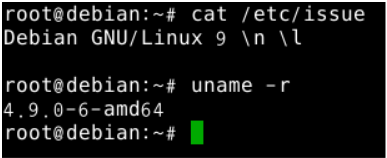 root@debian:~# cat /etc/issue
Debian GNU/Linux 9 \n \l
root@debian:~# uname -r
4.9.0-6-amd64
root@debian:~#